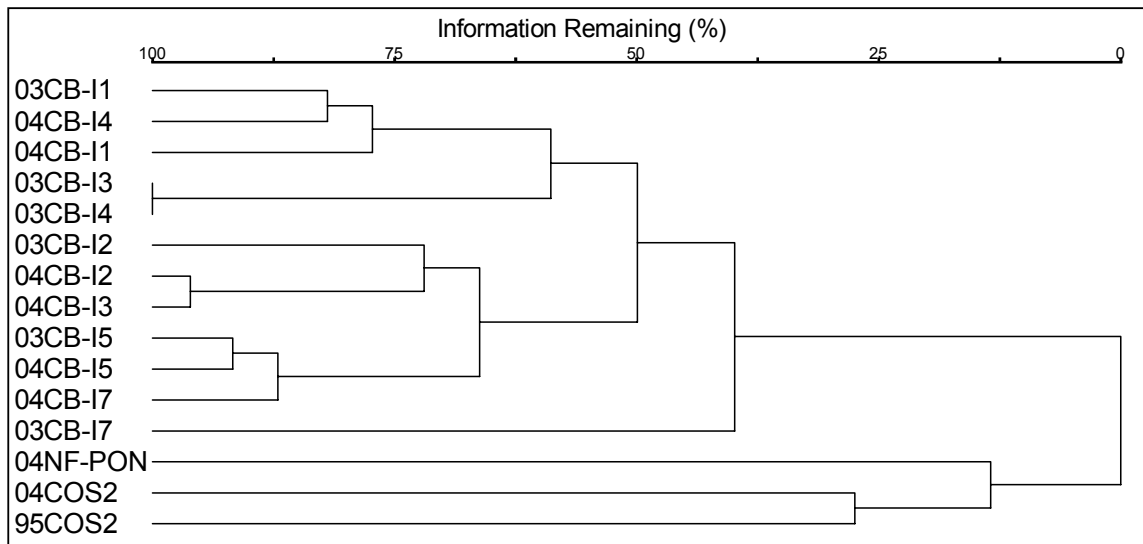 Information Remaining (%)
100 75 50 25 0
03CB-I1
04CB-I4
04CB-I1
03CB-I3
03CB-I4
03CB-I2
04CB-I2
04CB-I3
03CB-I5
04CB-I5
04CB-I7
03CB-I7
04NF-PON
04COS2
95COS2